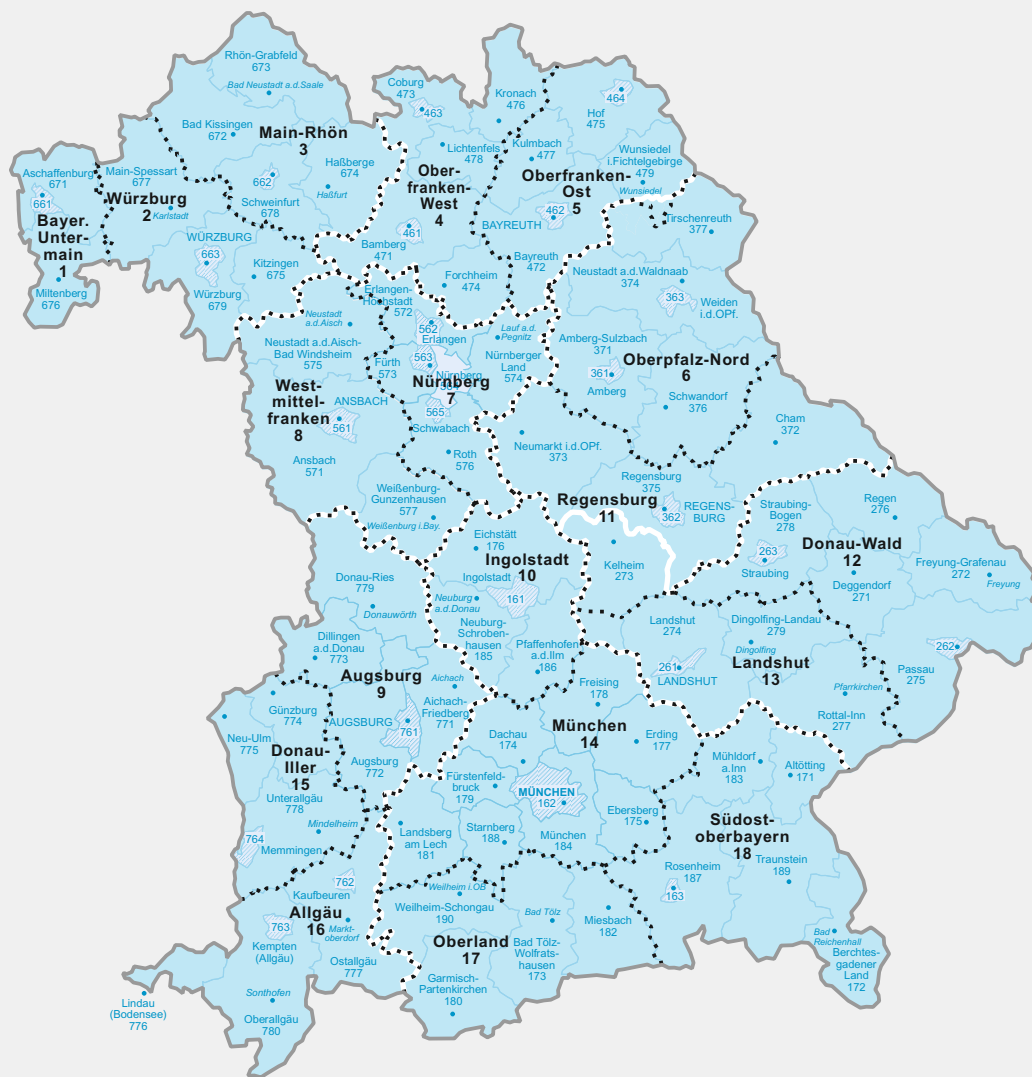 Rhön-Grabfeld
673
Bad Neustadt a.d.Saale
Bad Kissingen
672
Main-Rhön
3
Haßberge
674
Haßfurt
662
Schweinfurt
678
Coburg
473
463
Kronach
476
Lichtenfels
478
Ober-
franken-
West
4
461
Bamberg
471
Forchheim
474
464
Hof
475
Kulmbach
477
Wunsiedel
i.Fichtelgebirge
479
Wunsiedel
Oberfranken-
Ost
5
462
BAYREUTH
Bayreuth
472
Tirschenreuth
377
Aschaffenburg
671
661
Bayer.
Unter-
main
1
Miltenberg
676
Main-Spessart
677
Würzburg
2
Karlstadt
WÜRZBURG
663
Würzburg
679
Kitzingen
675
Neustadt a.d.Waldnaab
374
363
Weiden
i.d.OPf.
Amberg-Sulzbach
371
361
Amberg
Oberpfalz-Nord
6
Schwandorf
376
Erlangen-
Höchstadt
572
562
Erlangen
Lauf a.d.
Pegnitz
Nürnberger
Land
574
Fürth
573
563
Nürnberg
Nürnberg
7
565
Schwabach
Roth
576
Neustadt
a.d.Aisch
Neustadt a.d.Aisch-
Bad Windsheim
575
West-
mittel-
franken
8
ANSBACH
561
Ansbach
571
Weißenburg-
Gunzenhausen
577
Weißenburg i.Bay.
Neumarkt i.d.OPf.
373
Cham
372
Regensburg
375
Regensburg
11
362
REGENS-
BURG
Kelheim
273
Straubing-
Bogen
278
263
Straubing
Regen
276
Donau-Wald
12
Deggendorf
271
Freyung-Grafenau
272
Freyung
262
Passau
275
Eichstätt
176
Ingolstadt
10
Ingolstadt
161
Neuburg
a.d.Donau
Neuburg-
Schroben-
hausen
185
Pfaffenhofen
a.d.Ilm
186
Landshut
274
261
LANDSHUT
Dingolfing-Landau
279
Dingolfing
Landshut
13
Pfarrkirchen
Rottal-Inn
277
Donau-Ries
779
Donauwörth
Dillingen
a.d.Donau
773
Augsburg
9
Aichach
Aichach-
Friedberg
771
AUGSBURG
761
Augsburg
772
Günzburg
774
Neu-Ulm
775
Donau-
Iller
15
Unterallgäu
778
Mindelheim
764
Memmingen
Freising
178
München
14
Erding
177
Dachau
174
Fürstenfeld-
bruck
179
MÜNCHEN
162
Ebersberg
175
Landsberg
am Lech
181
Starnberg
188
München
184
Mühldorf
a.Inn
183
Altötting
171
Südost-
oberbayern
18
Rosenheim
187
163
Traunstein
189
Bad
Reichenhall
Berchtes-
gadener
Land
172
762
Kaufbeuren
Allgäu
16
763
Kempten
(Allgäu)
Markt-
oberdorf
Ostallgäu
777
Sonthofen
Oberallgäu
780
Lindau
(Bodensee)
776
Weilheim i.OB
Weilheim-Schongau
190
Oberland
17
Garmisch-
Partenkirchen
180
Bad Tölz
Bad Tölz-
Wolfrats-
hausen
173
Miesbach
182